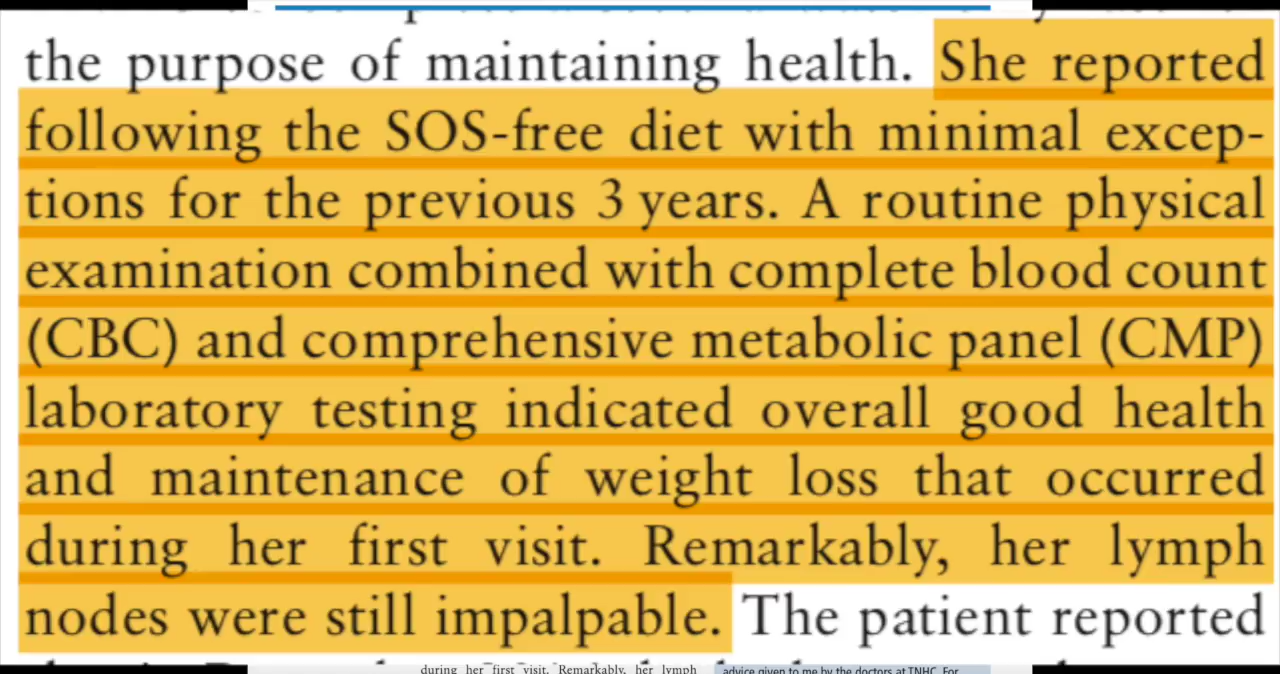 the purpose of maintaining health. She reported
following the SOS-free diet with minimal excep-
tions for the previous 3 years. A routine physical
examination combined with complete blood count
(CBC) and comprehensive metabolic panel (CMP)
laboratory testing indicated overall good health
and maintenance of weight loss that occurred
during her first visit. Remarkably, her lymph
nodes were still impalpable. The patient reported
during her first visit. Remarkably, her lymph
advice given to me by the doctors at TNHC. For